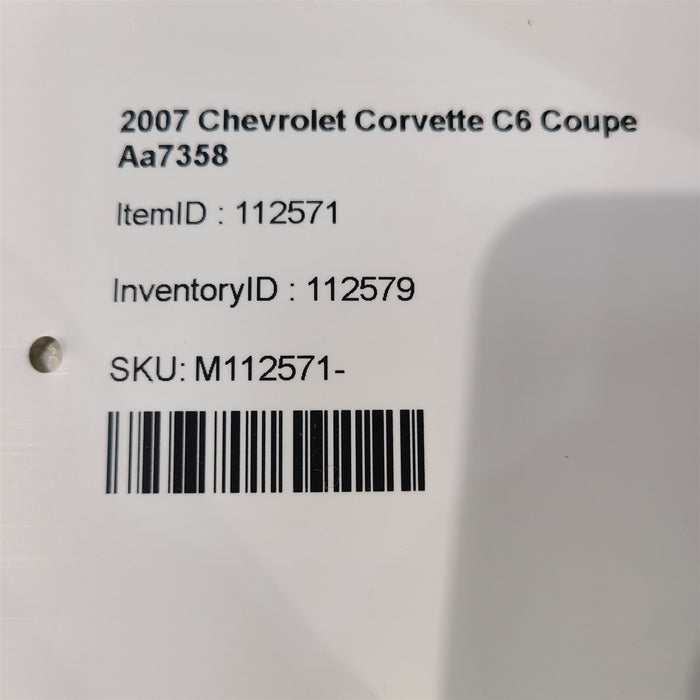 2007 Chevrolet Corvette C6 Coupe
Aa7358
ItemID : 112571
InventoryID : 112579
SKU: M112571-